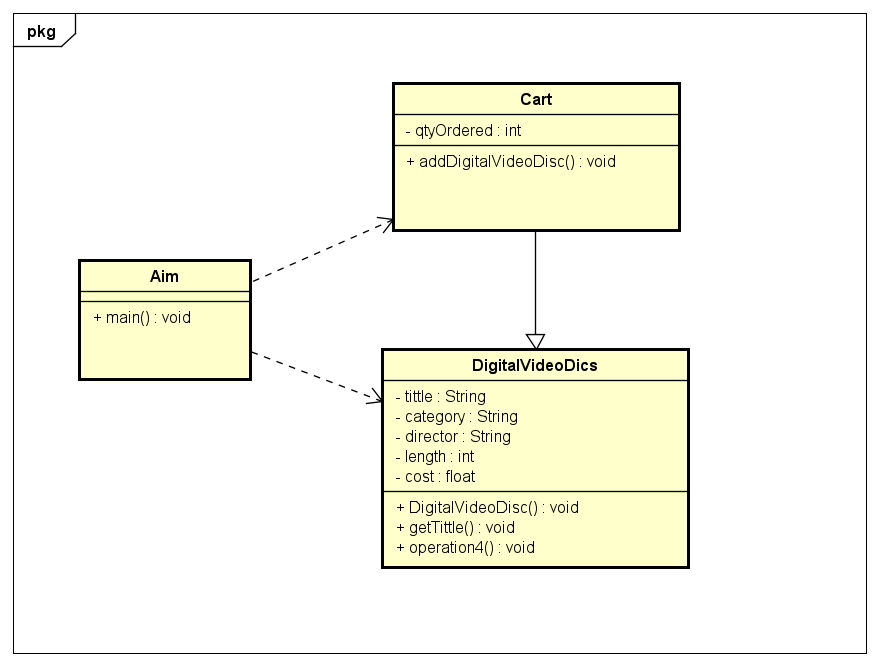 pkg
Cart
- qtyOrdered : int
+ addDigitalVideoDisc() : void
Aim
+ main() : void
DigitalVideoDics
- tittle : String
- category : String
- director : String
- length : int
- cost : float
+ DigitalVideoDisc() : void
+ getTittle() : void
+ operation4() : void